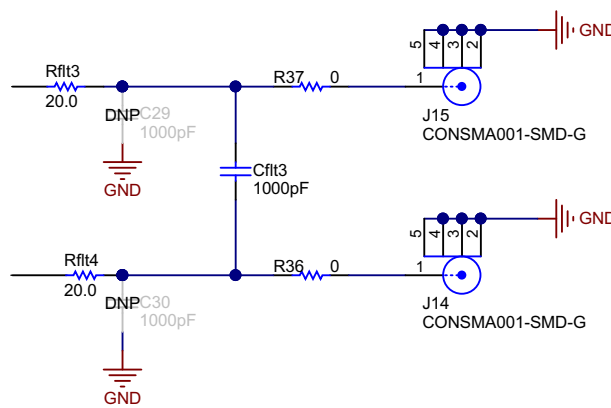 5
4
3
2
GND
Rflt3
20.0
R37
0
1
DNP
C29
1000pF
J15
CONSMA001-SMD-G
GND
Cflt3
1000pF
5
4
3
2
GND
Rflt4
20.0
R36
0
1
DNP
C30
1000pF
J14
CONSMA001-SMD-G
GND